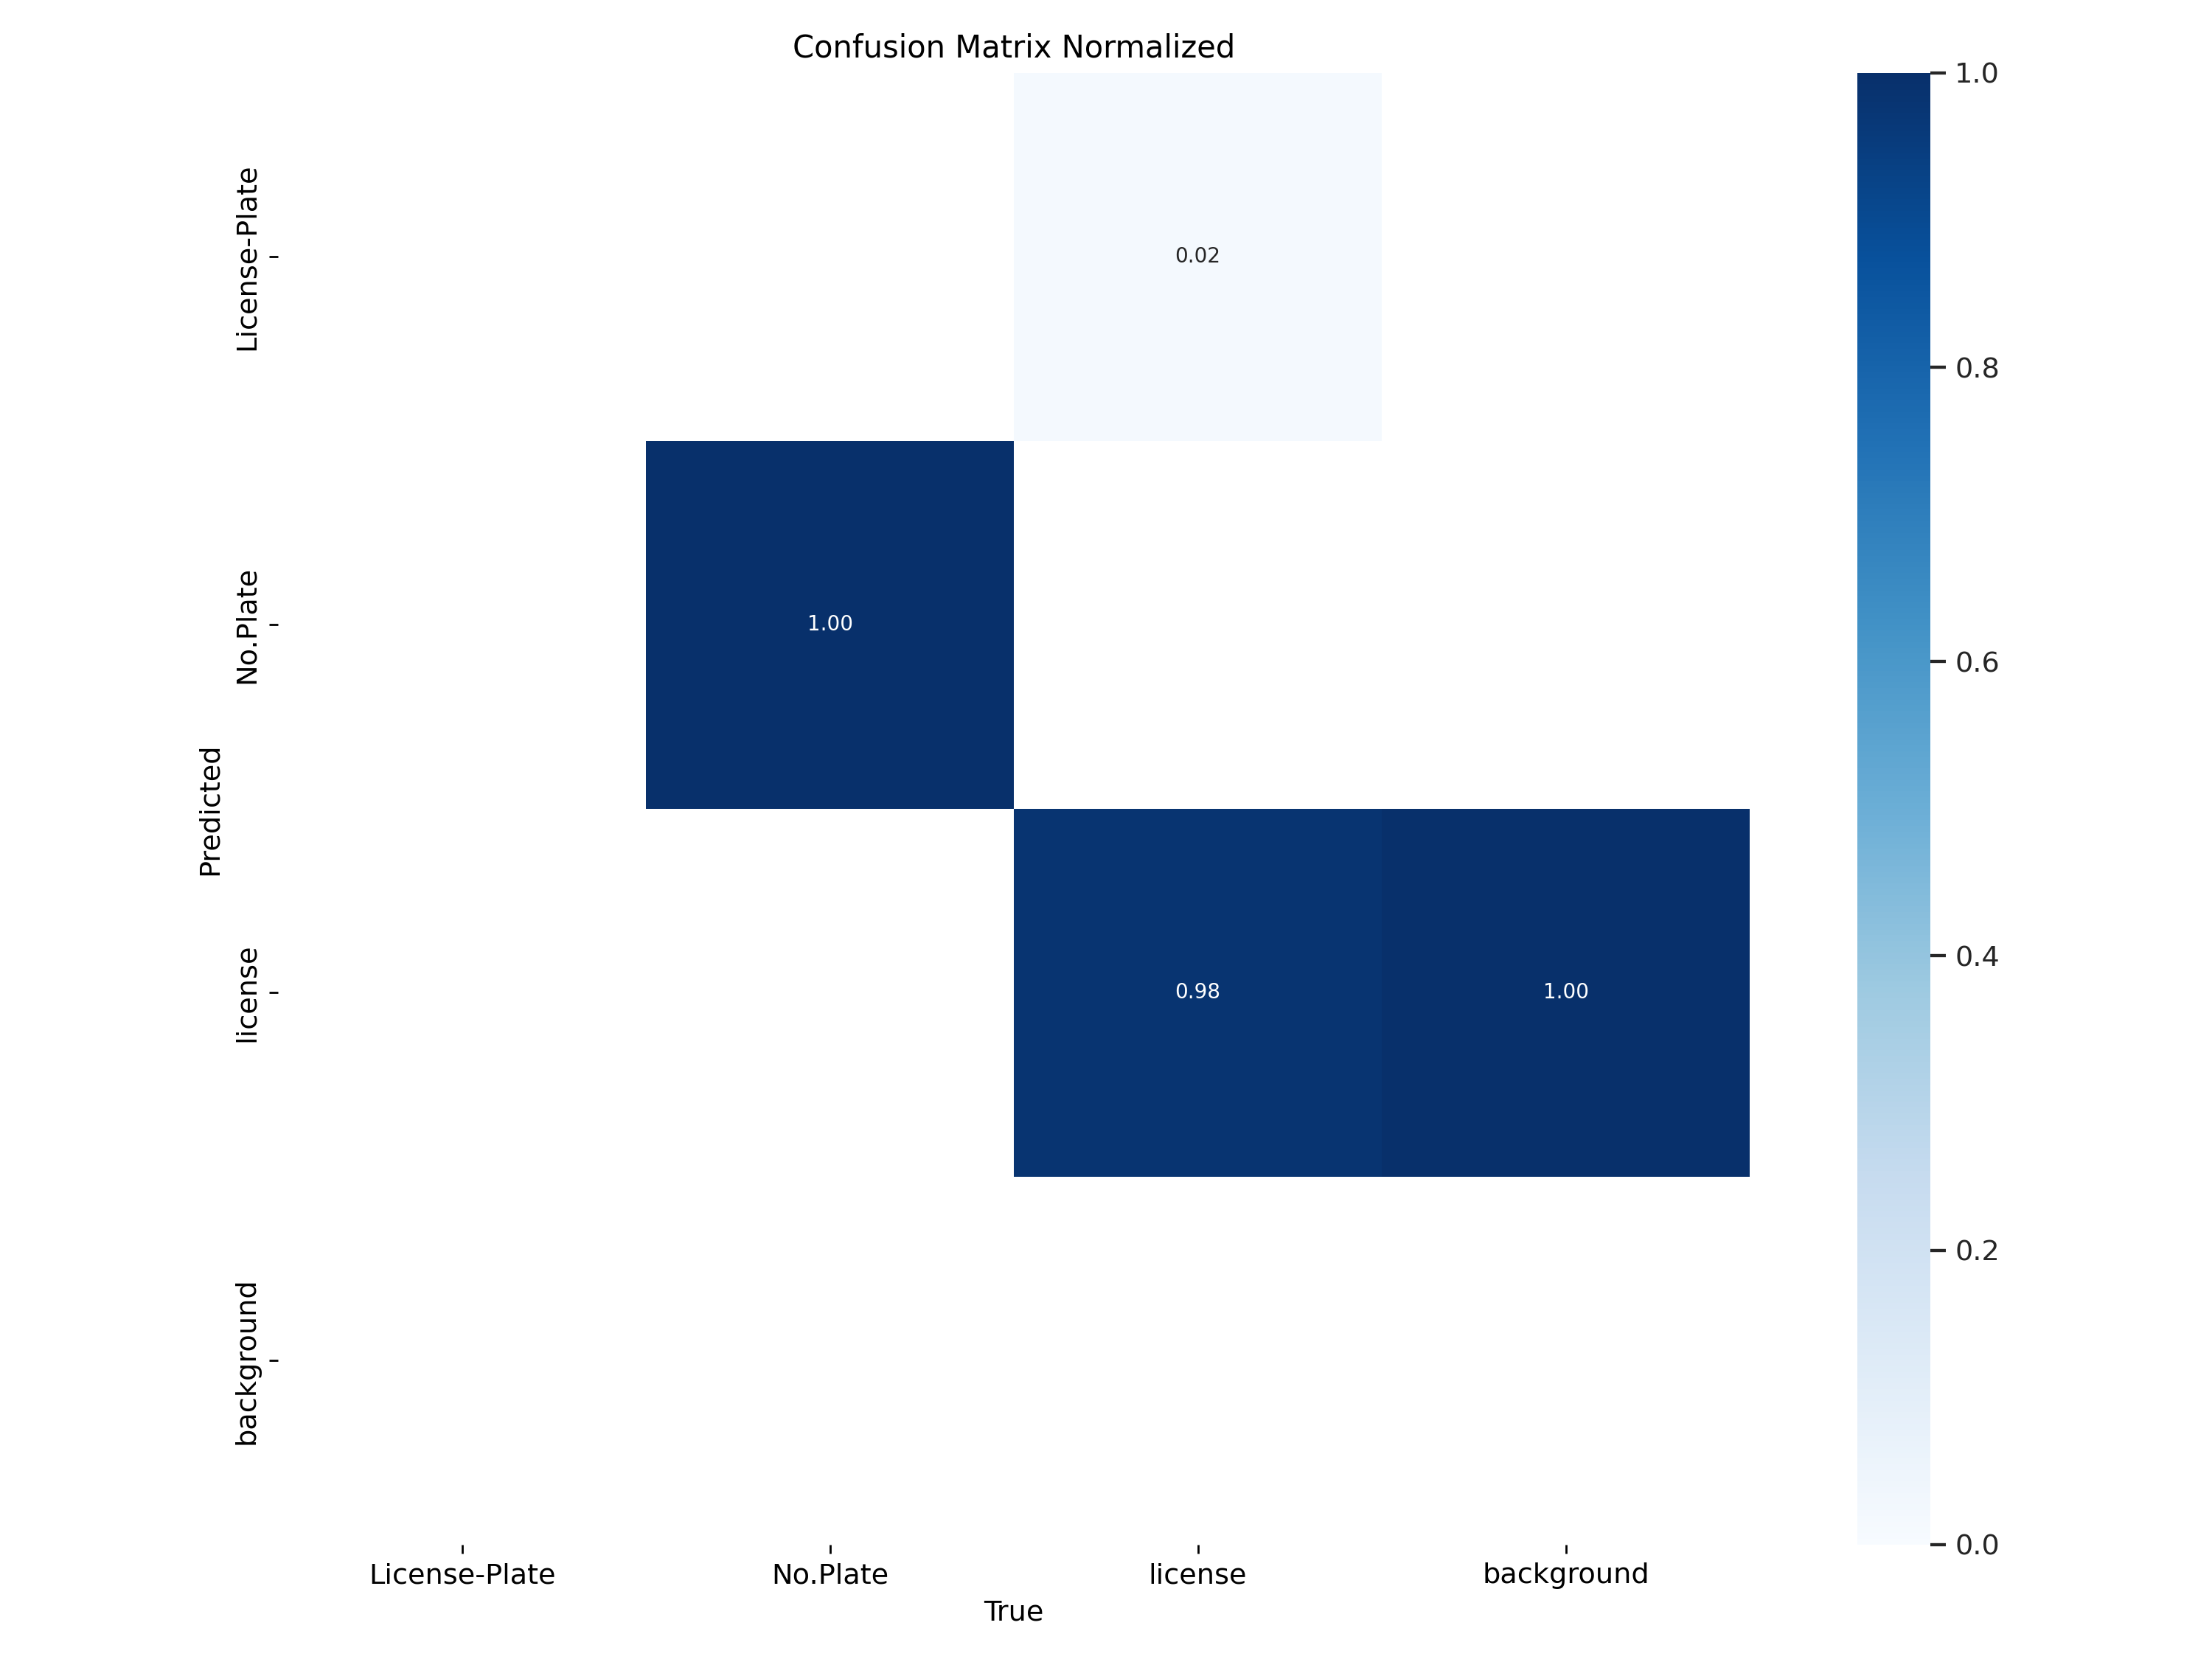 Confusion Matrix Normalized
1.0
0.8
0.6
0.4
0.2
0.0
Predicted
License-Plate
No.Plate
license
background
0.02
1.00
0.98 1.00
License-Plate No.Plate license background
True